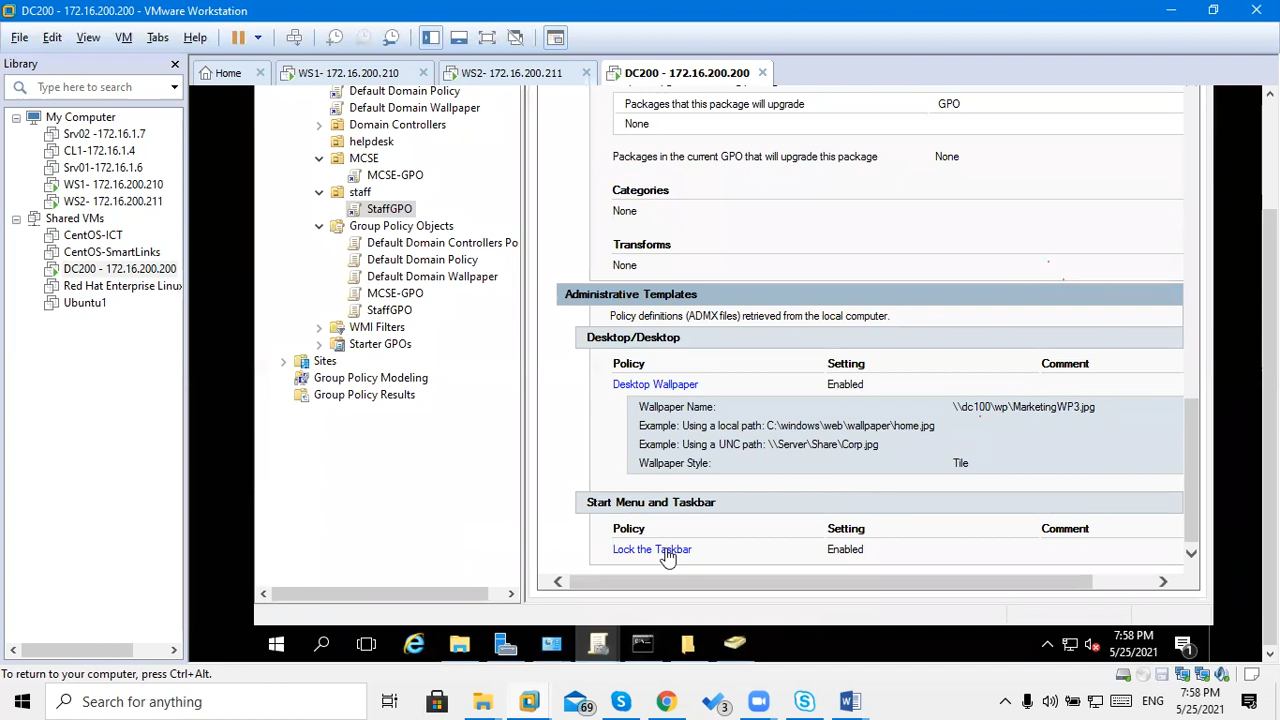 DC200 - 172.16.200.200 - VMware Workstation
File Edit View VM Tabs Help
Library
Type here to search
My Computer
Srv02 -172.16.1.7
CL1-172.16.1.4
Srv01-172.16.1.6
WS1- 172.16.200.210
WS2- 172.16.200.211
Shared VMs
CentOS-ICT
CentOS-SmartLinks
DC200 - 172.16.200.200
Red Hat Enterprise Linux
Ubuntu1
Home WS1- 172.16.200.210 WS2- 172.16.200.211 DC200 - 172.16.200.200
Default Domain Policy
Default Domain Wallpaper
Domain Controllers
helpdesk
MCSE
MCSE-GPO
staff
StaffGPO
Group Policy Objects
Default Domain Controllers Po
Default Domain Policy
Default Domain Wallpaper
MCSE-GPO
StaffGPO
WMI Filters
Starter GPOs
Sites
Group Policy Modeling
Group Policy Results
Packages that this package will upgrade GPO
None
Packages in the current GPO that will upgrade this package None
Categories
None
Transforms
None
Administrative Templates
Policy definitions (ADMX files) retrieved from the local computer.
Desktop/Desktop
Policy Setting Comment
Desktop Wallpaper Enabled
Wallpaper Name: \\dc100\wp\MarketingWP3.jpg
Example: Using a local path: C:\windows\web\wallpaper\home.jpg
Example: Using a UNC path: \\Server\Share\Corp.jpg
Wallpaper Style: Tile
Start Menu and Taskbar
Policy Setting Comment
Lock the Taskbar Enabled
7:58 PM
5/25/2021
1
To return to your computer, press Ctrl+Alt.
Search for anything
69
3
ENG
7:58 PM
5/25/2021